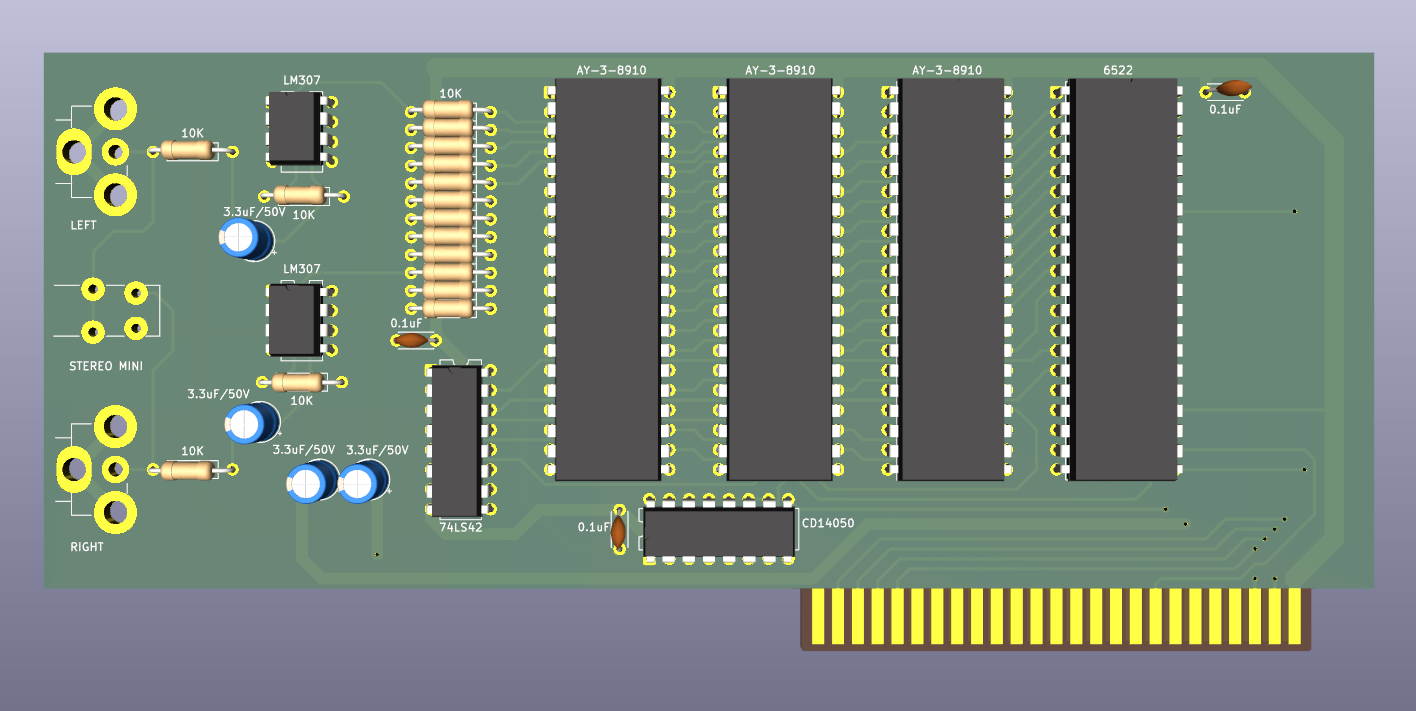 LM307
AY-3-8910
AY-3-8910
AY-3-8910
6522
10K
0.1uF
10K
10K
3.3uF/50V
LEFT
LM307
0.1uF
STEREO MINI
3.3uF/50V
10K
10K
3.3uF/50V
3.3uF/50V
74LS42
0.1uF
CD14050
RIGHT